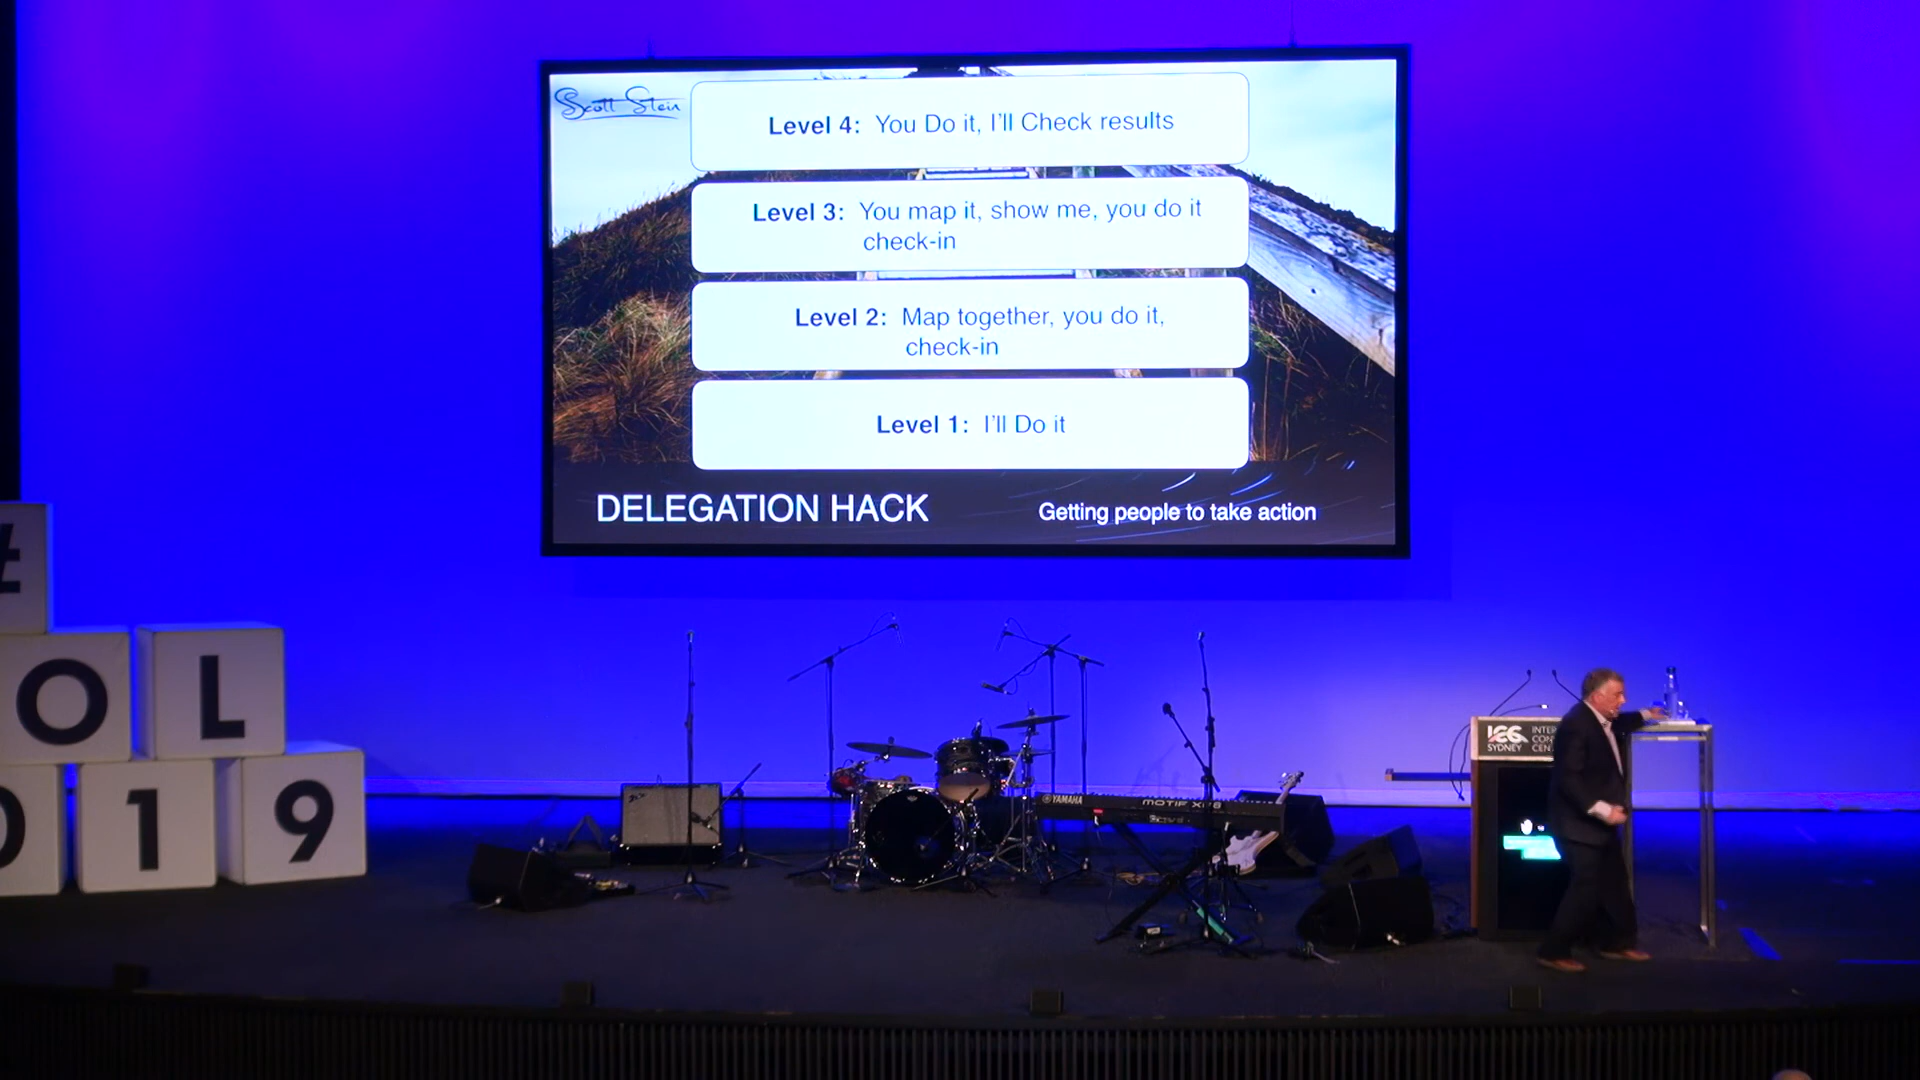 Scott Stein
Level 4: You Do it, I'll Check results
Level 3: You map it, show me, you do it
check-in
Level 2: Map together, you do it,
check-in
Level 1: I'll Do it
DELEGATION HACK
Getting people to take action
#
OL
019
YAMAHA
MOTIF XF8
ICC
SYDNEY